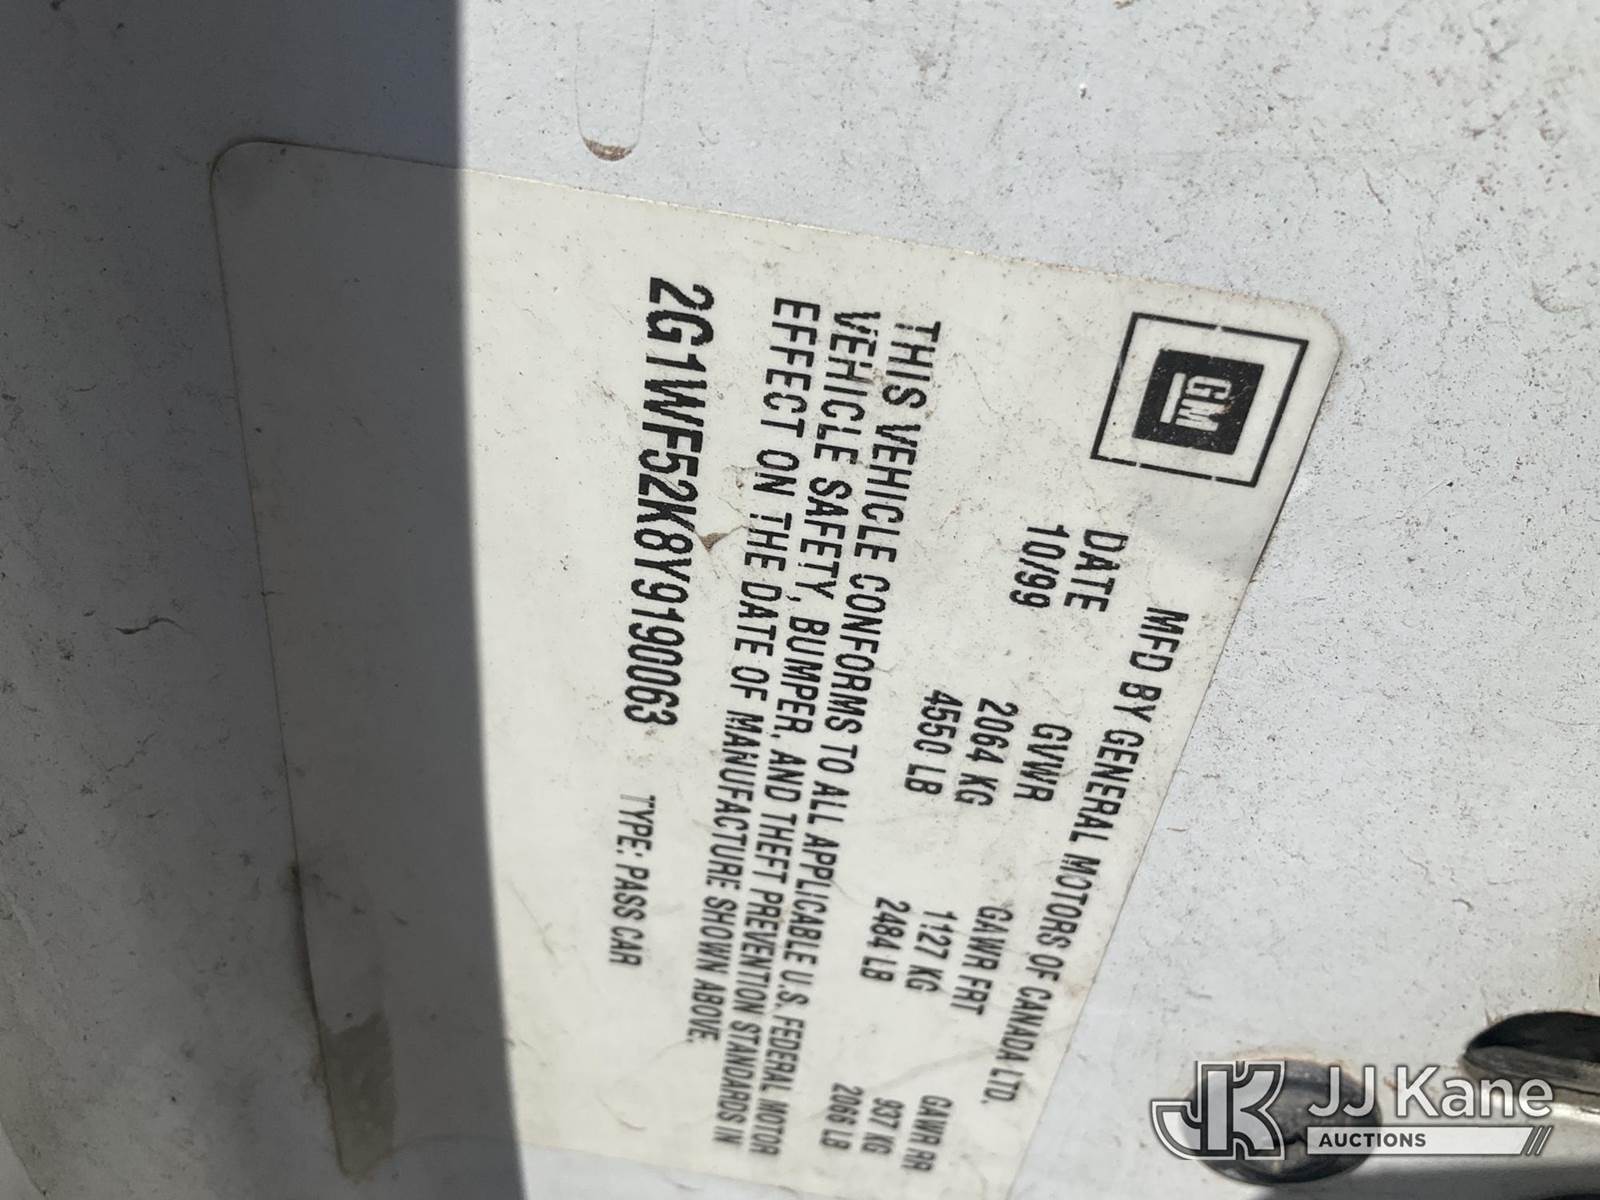 GM
MFD BY GENERAL MOTORS OF CANADA LTD.
DATE GVWR GAWR FRT GAWR RR
10/99 2064 KG 1127 KG 937 KG
4550 LB 2484 LB 2066 LB
THIS VEHICLE CONFORMS TO ALL APPLICABLE U.S. FEDERAL MOTOR
VEHICLE SAFETY, BUMPER, AND THEFT PREVENTION STANDARDS IN
EFFECT ON THE DATE OF MANUFACTURE SHOWN ABOVE.
2G1WF52K8Y9190063 TYPE: PASS CAR
JK JJ Kane
AUCTIONS